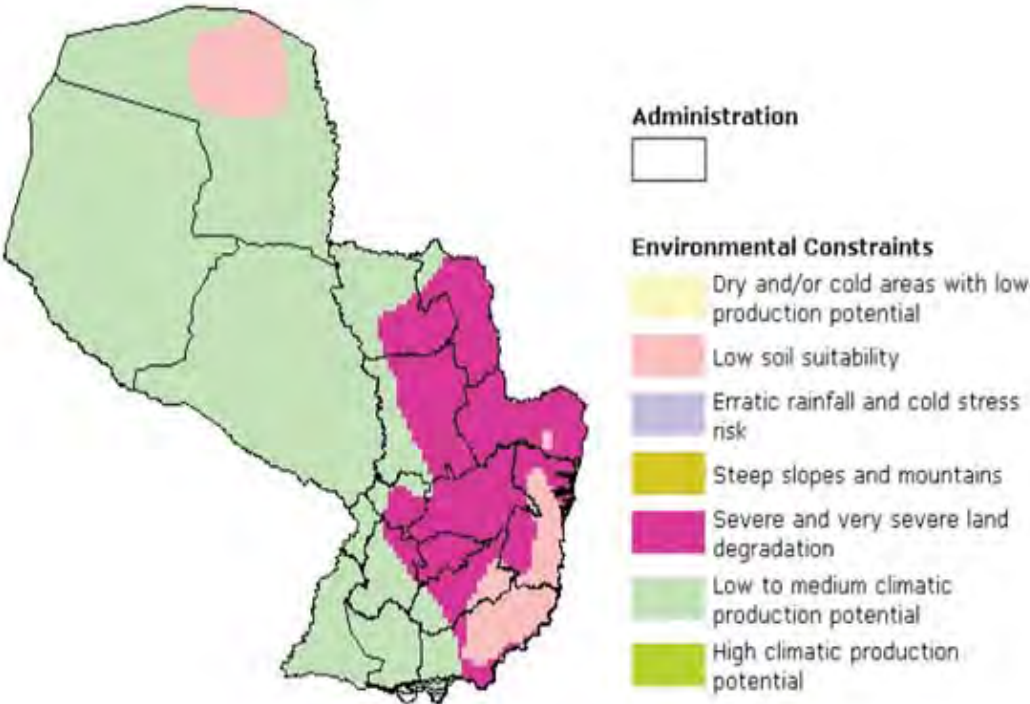 Administration
Environmental Constraints
Dry and/or cold areas with low
production potential
Low soil suitability
Erratic rainfall and cold stress
risk
Steep slopes and mountains
Severe and very severe land
degradation
Low to medium climatic
production potential
High climatic production
potential